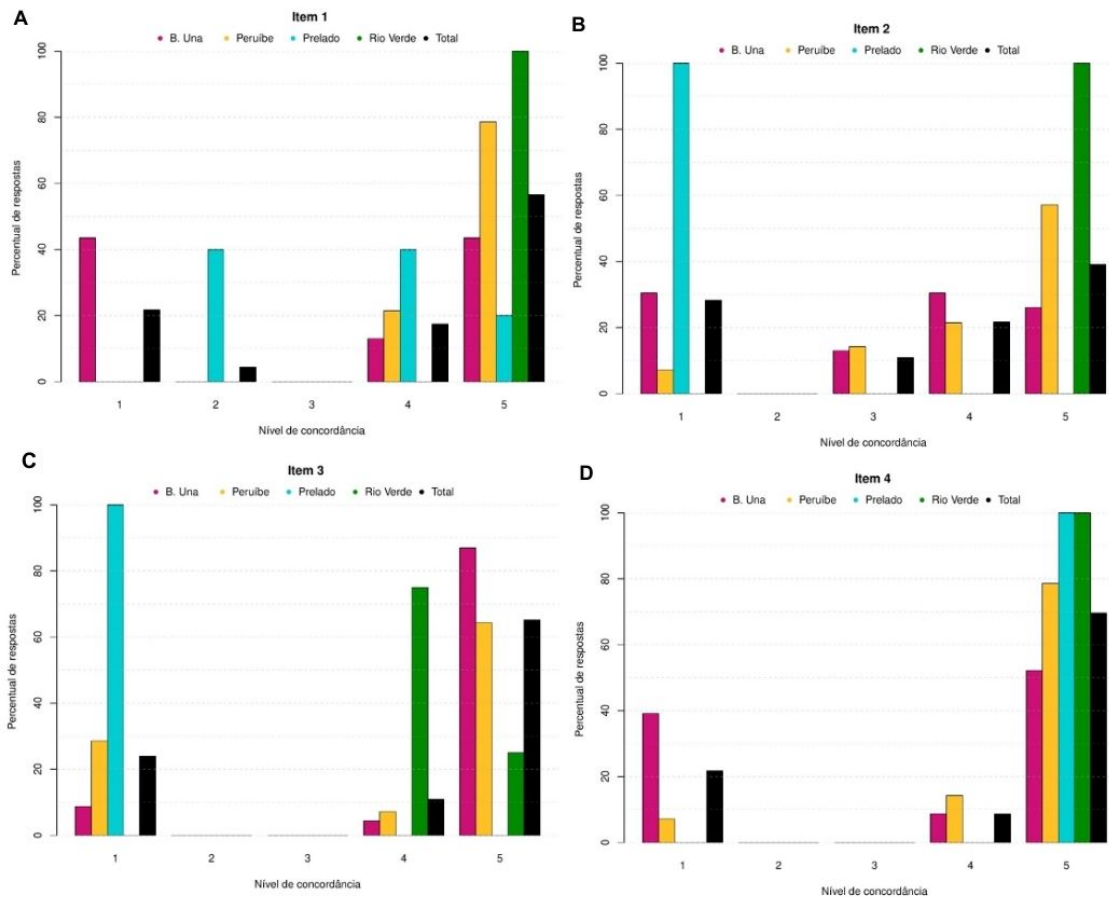 A
Item 1
B. Una Peruíbe Prelado Rio Verde Total
Percentual de respostas
0 20 40 60 80 100
1 2 3 4 5
Nível de concordância
B
Item 2
B. Una Peruíbe Prelado Rio Verde Total
Percentual de respostas
0 20 40 60 80 100
1 2 3 4 5
Nível de concordância
C
Item 3
B. Una Peruíbe Prelado Rio Verde Total
Percentual de respostas
0 20 40 60 80 100
1 2 3 4 5
Nível de concordância
D
Item 4
B. Una Peruíbe Prelado Rio Verde Total
Percentual de respostas
0 20 40 60 80 100
1 2 3 4 5
Nível de concordância